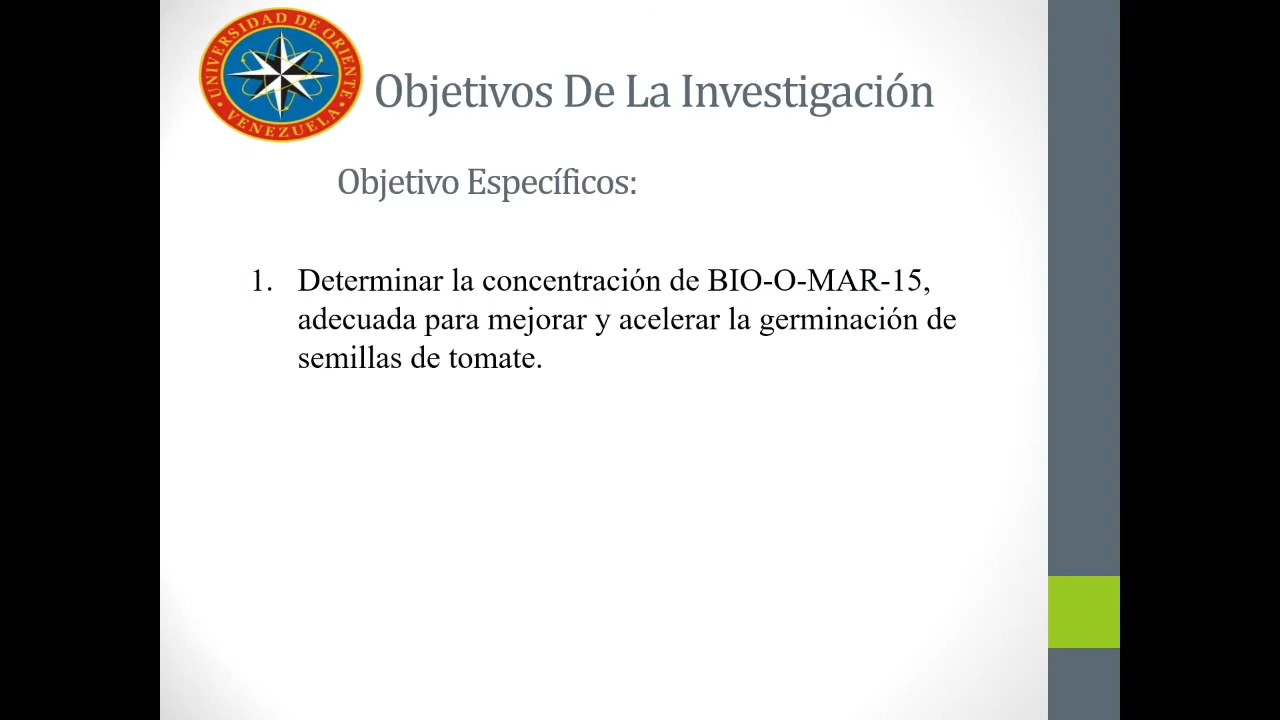 UNIVERSIDAD DE ORIENTE
VENEZUELA
Objetivos De La Investigación
Objetivo Específicos:
1. Determinar la concentración de BIO-O-MAR-15,
adecuada para mejorar y acelerar la germinación de
semillas de tomate.